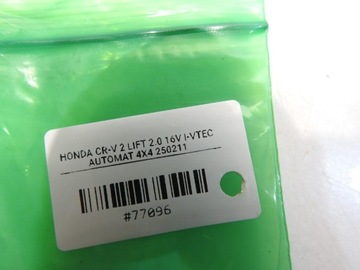 HONDA CR-V 2 LIFT 2.0 16V I-VTEC
AUTOMAT 4X4 250211
#77096